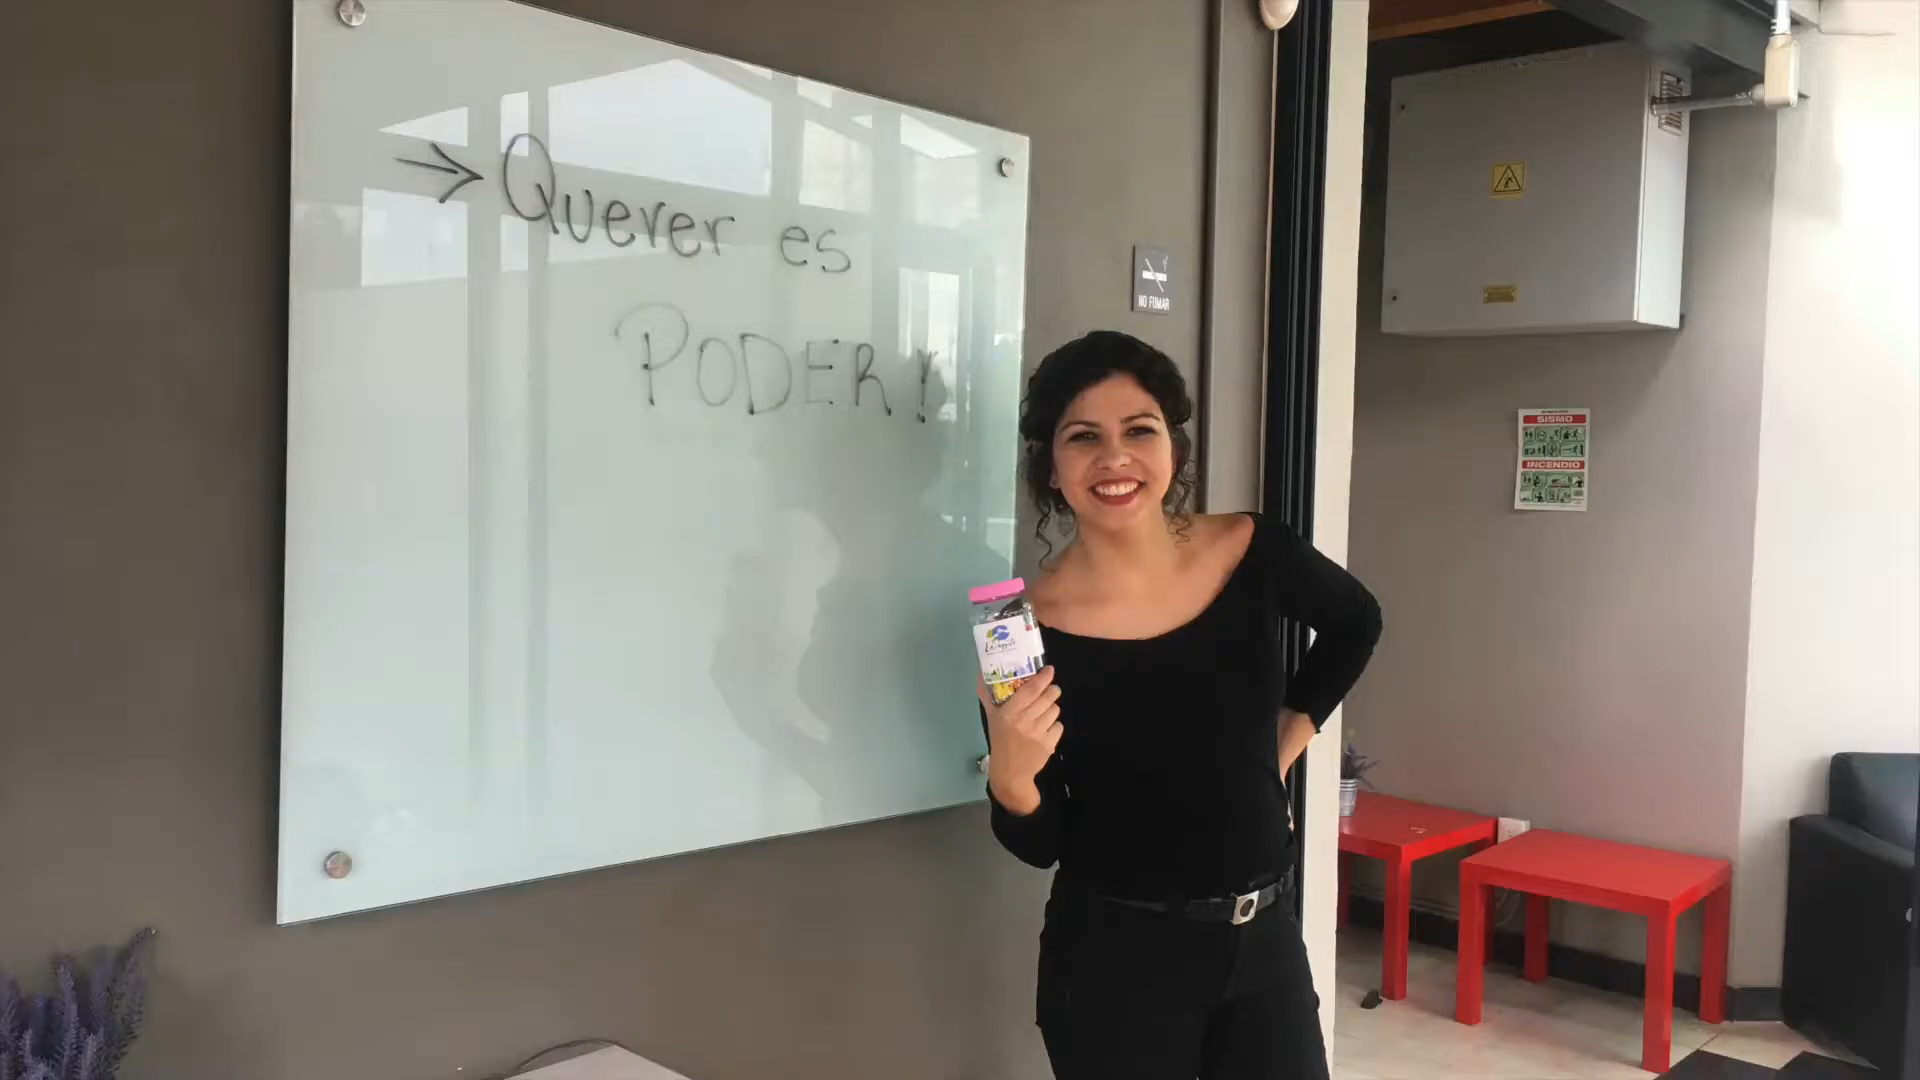 → Querer es
PODER!
NO FUMAR
SISMO
INCENDIO